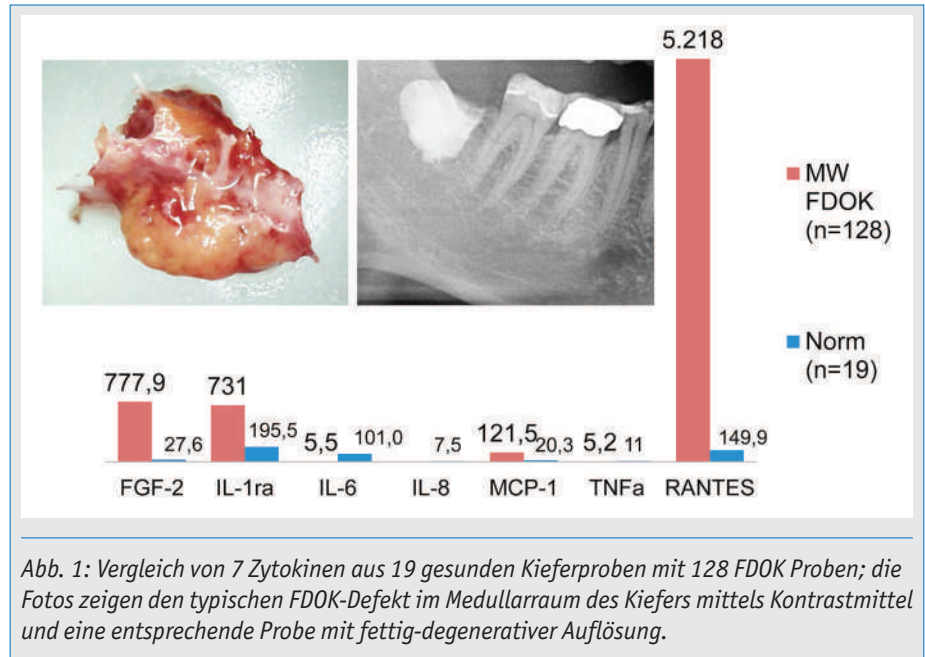 5.218
MW
FDOK
(n=128)
Norm
(n=19)
777,9
27,6
731
195,5
5,5
101,0
7,5
121,5
20,3
5,2
11
149,9
FGF-2
IL-1ra
IL-6
IL-8
MCP-1
TNFa
RANTES
Abb. 1: Vergleich von 7 Zytokinen aus 19 gesunden Kieferproben mit 128 FDOK Proben; die
Fotos zeigen den typischen FDOK-Defekt im Medullarraum des Kiefers mittels Kontrastmittel
und eine entsprechende Probe mit fettig-degenerativer Auflösung.